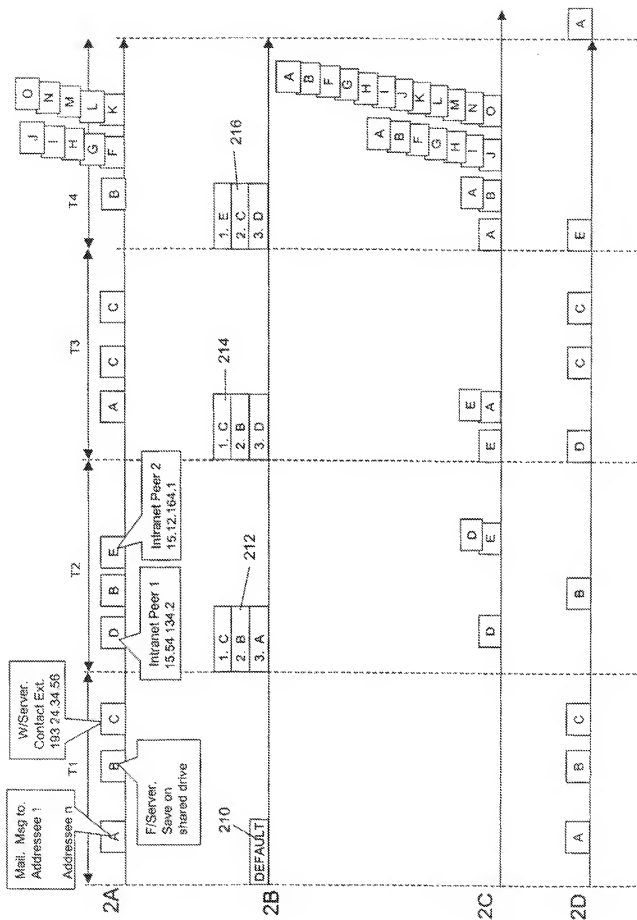 T1
T2
T3
T4
Mail. Msg to.
Addressee 1
Addressee n
W/Server.
Contact Ext.
193 24.34.56
J
I
H
G
F
O
N
M
L
K
2A
A
B
C
D
B
E
A
C
C
B
F/Server.
Save on
shared drive
Intranet Peer 1
15.54 134.2
Intranet Peer 2
15.12.164.1
210
212
214
216
2B
DEFAULT
1. C
2. B
3. A
1. C
2. B
3. D
1. E
2. C
3. D
2C
D
D
E
E
E
A
A
A
B
A
B
F
G
H
I
J
A
B
F
G
H
I
J
K
L
M
N
O
2D
A
B
C
B
D
C
C
E
A